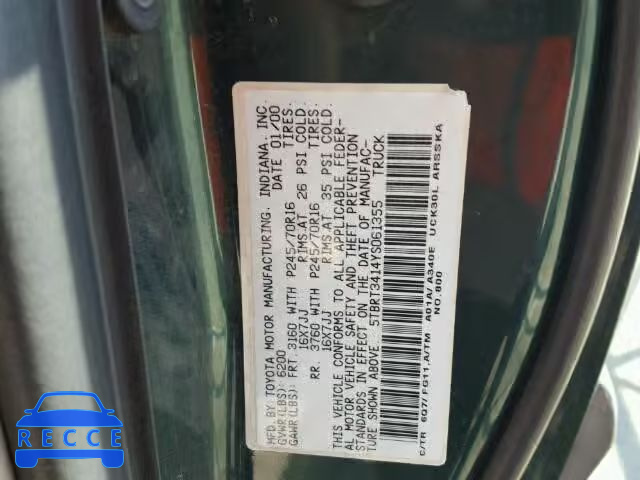 MFD. BY TOYOTA MOTOR MANUFACTURING, INDIANA, INC.
GVWR(LBS): 6200 DATE 01/00
GAWR(LBS): FRT. 3160 WITH P245/70R16 TIRES.
16X7JJ RIMS.AT 26 PSI COLD.
RR. 3760 WITH P245/70R16 TIRES.
16X7JJ RIMS.AT 35 PSI COLD.
THIS VEHICLE CONFORMS TO ALL APPLICABLE FEDER-
AL MOTOR VEHICLE SAFETY AND THEFT PREVENTION
STANDARDS IN EFFECT ON THE DATE OF MANUFAC-
TURE SHOWN ABOVE. 5TBRT3414YS061355 TRUCK
C/TR 6Q7/FG11,A/TM A01A/A340E UCK30L ARSSKA
NO.800
RECCE